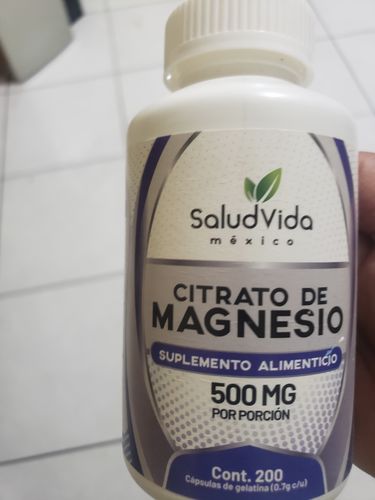 SaludVida
méxico
CITRATO DE
MAGNESIO
SUPLEMENTO ALIMENTICIO
500 MG
POR PORCIÓN
Cont. 200
Cápsulas de gelatina (0.7g c/u)